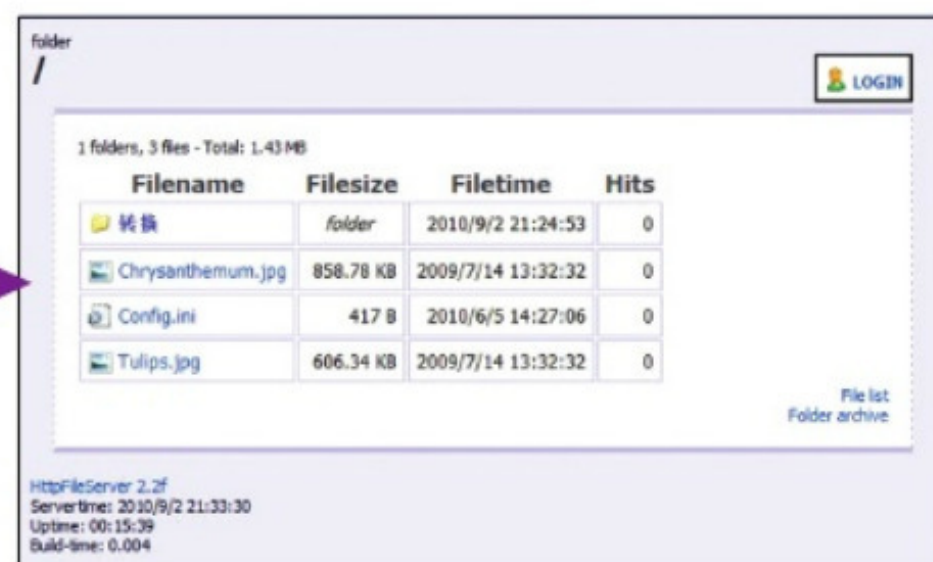 folder
/
LOGIN
1 folders, 3 files - Total: 1.43 MB
Filename Filesize Filetime Hits
转换 folder 2010/9/2 21:24:53 0
Chrysanthemum.jpg 858.78 KB 2009/7/14 13:32:32 0
Config.ini 417 B 2010/6/5 14:27:06 0
Tulips.jpg 606.34 KB 2009/7/14 13:32:32 0
File list
Folder archive
HttpFileServer 2.2f
Servertime: 2010/9/2 21:33:30
Uptime: 00:15:39
Build-time: 0.004